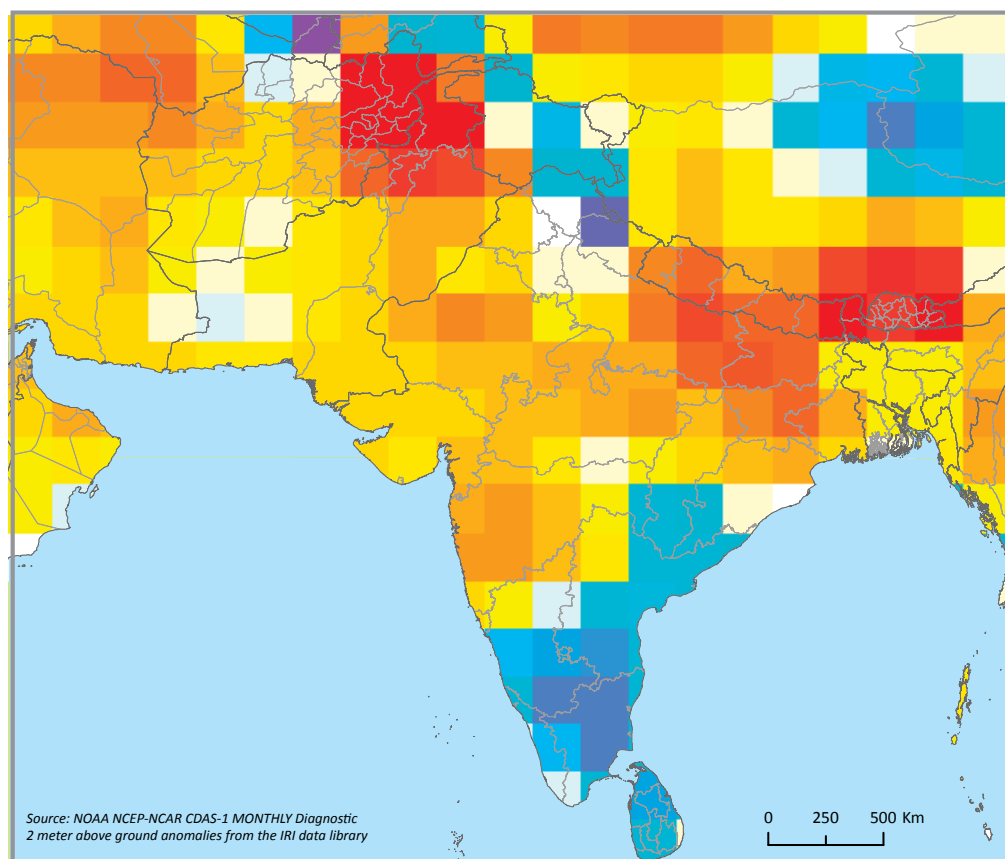 Source: NOAA NCEP-NCAR CDAS-1 MONTHLY Diagnostic
2 meter above ground anomalies from the IRI data library
0 250 500 Km